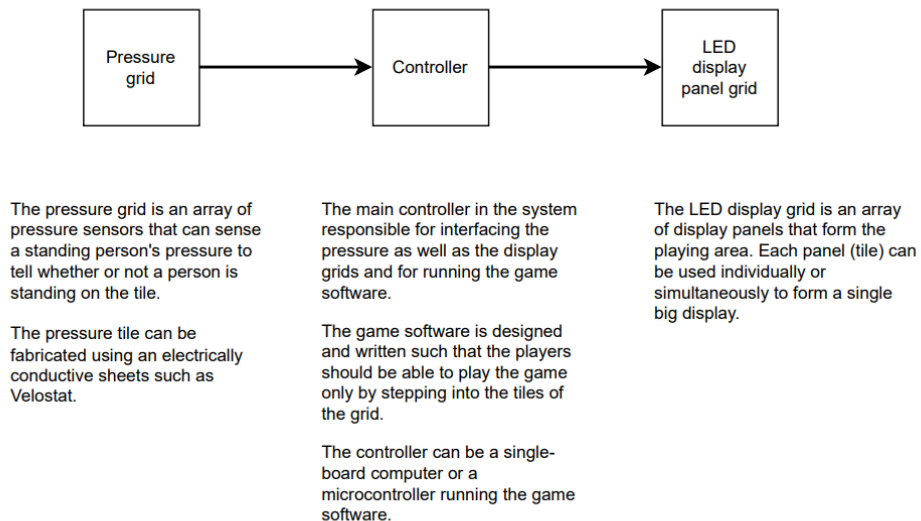 Pressure
grid
Controller
LED
display
panel grid
The pressure grid is an array of
pressure sensors that can sense
a standing person's pressure to
tell whether or not a person is
standing on the tile.
The pressure tile can be
fabricated using an electrically
conductive sheets such as
Velostat.
The main controller in the system
responsible for interfacing the
pressure as well as the display
grids and for running the game
software.
The game software is designed
and written such that the players
should be able to play the game
only by stepping into the tiles of
the grid.
The controller can be a single-
board computer or a
microcontroller running the game
software.
The LED display grid is an array
of display panels that form the
playing area. Each panel (tile) can
be used individually or
simultaneously to form a single
big display.